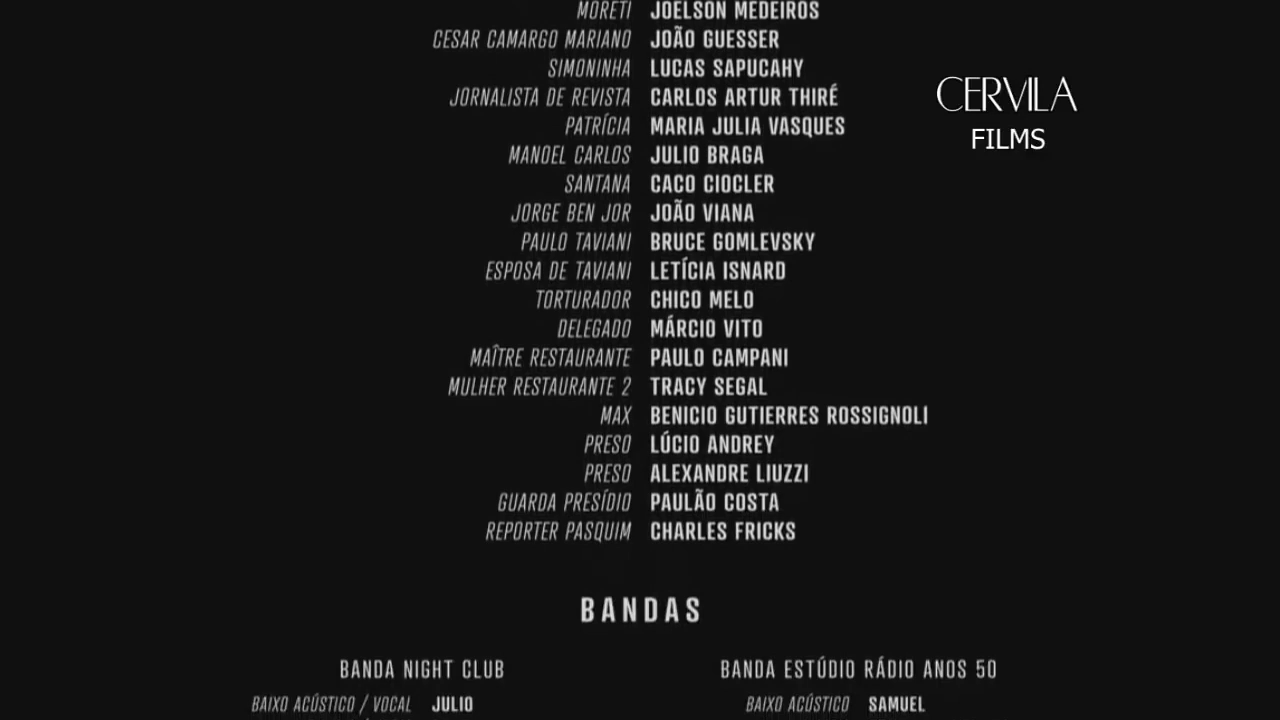 MORETI JOELSON MEDEIROS
CESAR CAMARGO MARIANO JOÃO GUESSER
SIMONINHA LUCAS SAPUCAHY
JORNALISTA DE REVISTA CARLOS ARTUR THIRÉ
PATRÍCIA MARIA JULIA VASQUES
MANOEL CARLOS JULIO BRAGA
SANTANA CACO CIOCLER
JORGE BEN JOR JOÃO VIANA
PAULO TAVIANI BRUCE GOMLEVSKY
ESPOSA DE TAVIANI LETÍCIA ISNARD
TORTURADOR CHICO MELO
DELEGADO MÁRCIO VITO
MAÎTRE RESTAURANTE PAULO CAMPANI
MULHER RESTAURANTE 2 TRACY SEGAL
MAX BENICIO GUTIERRES ROSSIGNOLI
PRESO LÚCIO ANDREY
PRESO ALEXANDRE LIUZZI
GUARDA PRESÍDIO PAULÃO COSTA
REPORTER PASQUIM CHARLES FRICKS
CERVILA
FILMS
BANDAS
BANDA NIGHT CLUB
BAIXO ACÚSTICO / VOCAL JULIO
BANDA ESTÚDIO RÁDIO ANOS 50
BAIXO ACÚSTICO SAMUEL